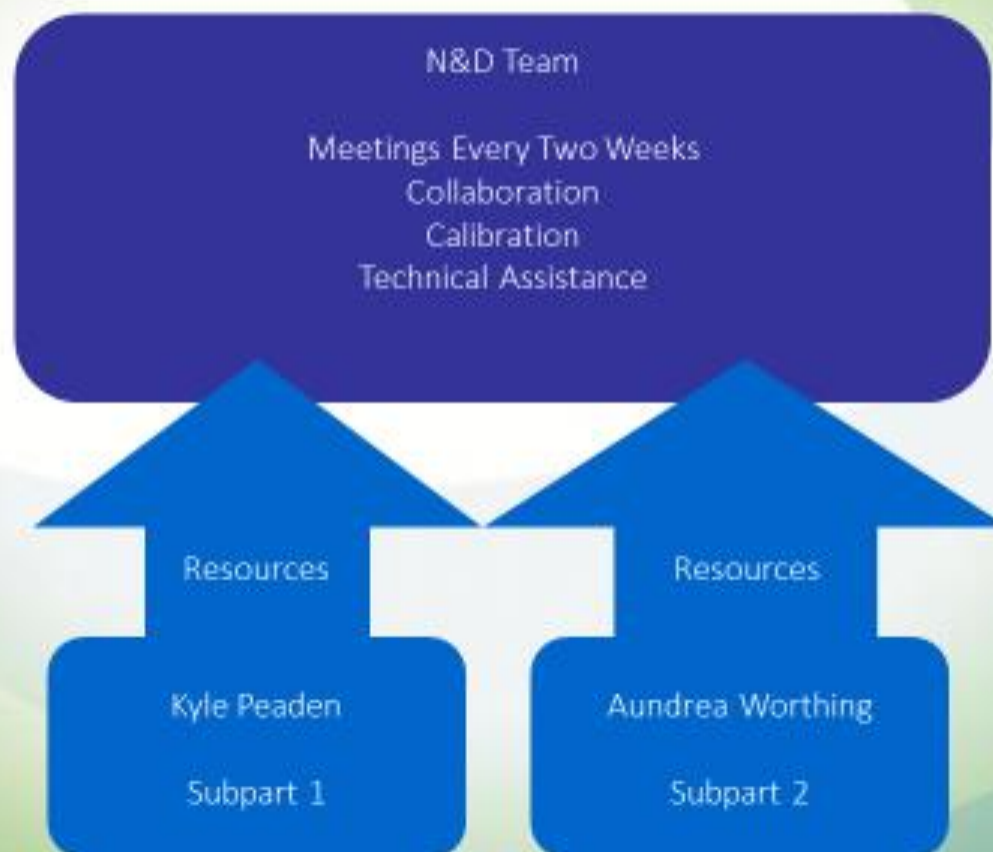 N&D Team
Meetings Every Two Weeks
Collaboration
Calibration
Technical Assistance
Resources
Resources
Kyle Peaden
Subpart 1
Aundrea Worthing
Subpart 2